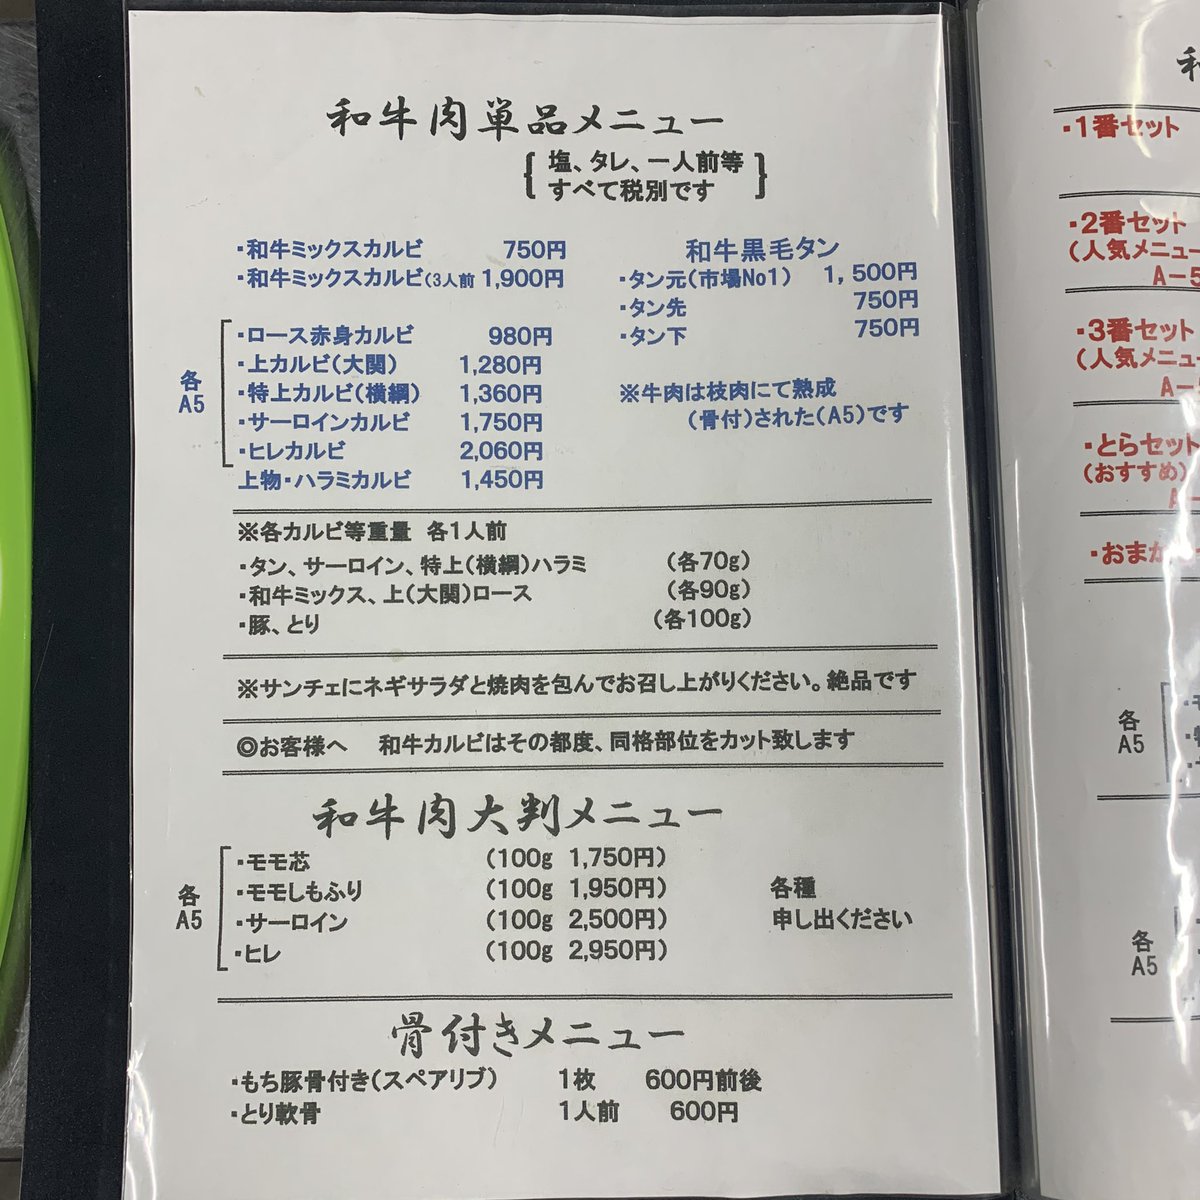 和牛肉単品メニュー
塩、タレ、一人前等
すべて税別です
・和牛ミックスカルビ 750円
・和牛ミックスカルビ(3人前 1,900円
各A5
・ロース赤身カルビ 980円
・上カルビ(大関) 1,280円
・特上カルビ(横綱) 1,360円
・サーロインカルビ 1,750円
・ヒレカルビ 2,060円
上物・ハラミカルビ 1,450円
和牛黒毛タン
・タン元(市場No1) 1,500円
・タン先 750円
・タン下 750円
※牛肉は枝肉にて熟成
(骨付)された(A5)です
※各カルビ等重量 各1人前
・タン、サーロイン、特上(横綱)ハラミ (各70g)
・和牛ミックス、上(大関)ロース (各90g)
・豚、とり (各100g)
※サンチェにネギサラダと焼肉を包んでお召し上がりください。絶品です
◎お客様へ 和牛カルビはその都度、同格部位をカット致します
和牛肉大判メニュー
各A5
・モモ芯 (100g 1,750円)
・モモしもふり (100g 1,950円)
・サーロイン (100g 2,500円)
・ヒレ (100g 2,950円)
各種
申し出ください
骨付きメニュー
・もち豚骨付き(スペアリブ) 1枚 600円前後
・とり軟骨 1人前 600円
・1番セット
・2番セット
(人気メニュー
A-5
・3番セット
(人気メニュー
A-
・とらセット
(おすすめ)
A-
・おまか
各A5
各A5